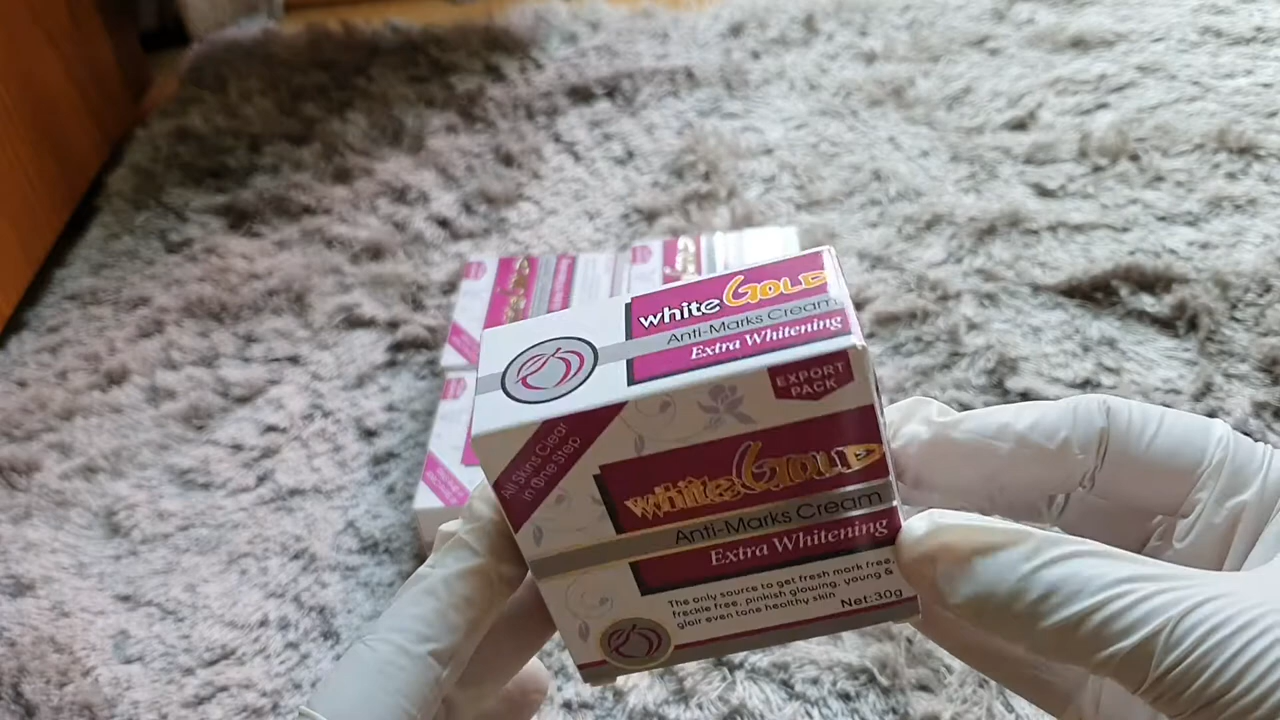 white GOLD
Anti-Marks Cream
Extra Whitening
EXPORT
PACK
All Skins Clear
in One Step
white GOLD
Anti-Marks Cream
Extra Whitening
The only source to get fresh mark free,
freckle free, pinkish glowing, young &
glair even tone healthy skin
Net:30g